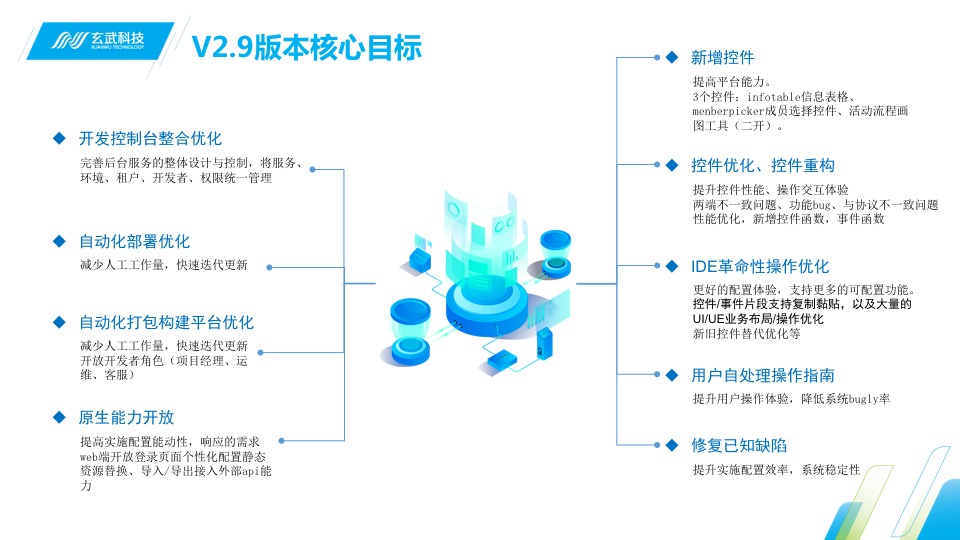 玄武科技
XUANWU TECHNOLOGY
V2.9版本核心目标
开发控制台整合优化
完善后台服务的整体设计与控制，将服务、
环境、租户、开发者、权限统一管理
自动化部署优化
减少人工工作量，快速迭代更新
自动化打包构建平台优化
减少人工工作量，快速迭代更新
开放开发者角色（项目经理、运
维、客服）
原生能力开放
提高实施配置能动性，响应的需求
web端开放登录页面个性化配置静态
资源替换、导入/导出接入外部api能
力
新增控件
提高平台能力。
3个控件：infotable信息表格、
menberpicker成员选择控件、活动流程画
图工具（二开）。
控件优化、控件重构
提升控件性能、操作交互体验
两端不一致问题、功能bug、与协议不一致问题
性能优化，新增控件函数，事件函数
IDE革命性操作优化
更好的配置体验，支持更多的可配置功能。
控件/事件片段支持复制黏贴，以及大量的
UI/UE业务布局/操作优化
新旧控件替代优化等
用户自处理操作指南
提升用户操作体验，降低系统bugly率
修复已知缺陷
提升实施配置效率，系统稳定性